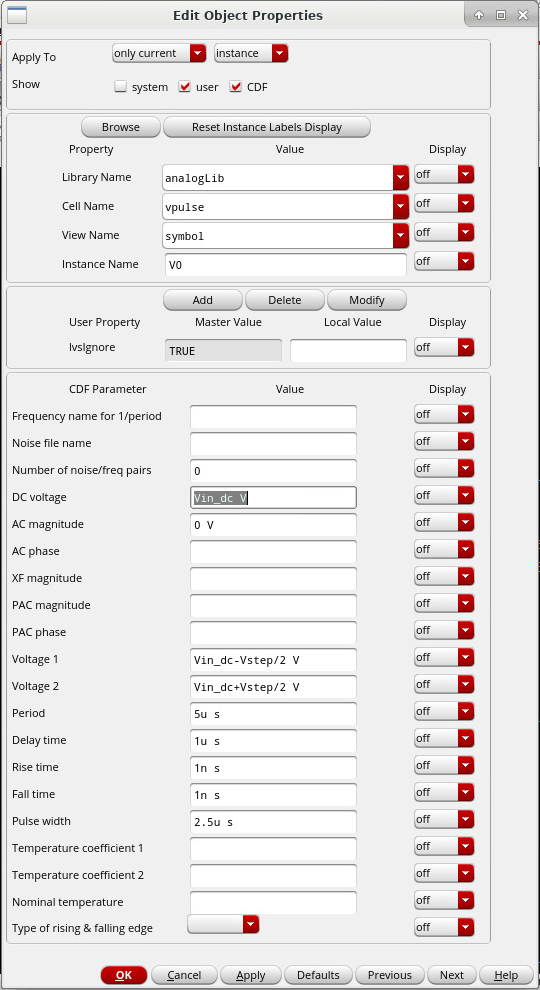 Edit Object Properties
Apply To only current instance
Show system user CDF
Browse Reset Instance Labels Display
Property Value Display
Library Name analogLib off
Cell Name vpulse off
View Name symbol off
Instance Name V0 off
Add Delete Modify
User Property Master Value Local Value Display
lvsIgnore TRUE off
CDF Parameter Value Display
Frequency name for 1/period off
Noise file name off
Number of noise/freq pairs 0 off
DC voltage Vin_dc V off
AC magnitude 0 V off
AC phase off
XF magnitude off
PAC magnitude off
PAC phase off
Voltage 1 Vin_dc-Vstep/2 V off
Voltage 2 Vin_dc+Vstep/2 V off
Period 5u s off
Delay time 1u s off
Rise time 1n s off
Fall time 1n s off
Pulse width 2.5u s off
Temperature coefficient 1 off
Temperature coefficient 2 off
Nominal temperature off
Type of rising & falling edge off
OK Cancel Apply Defaults Previous Next Help